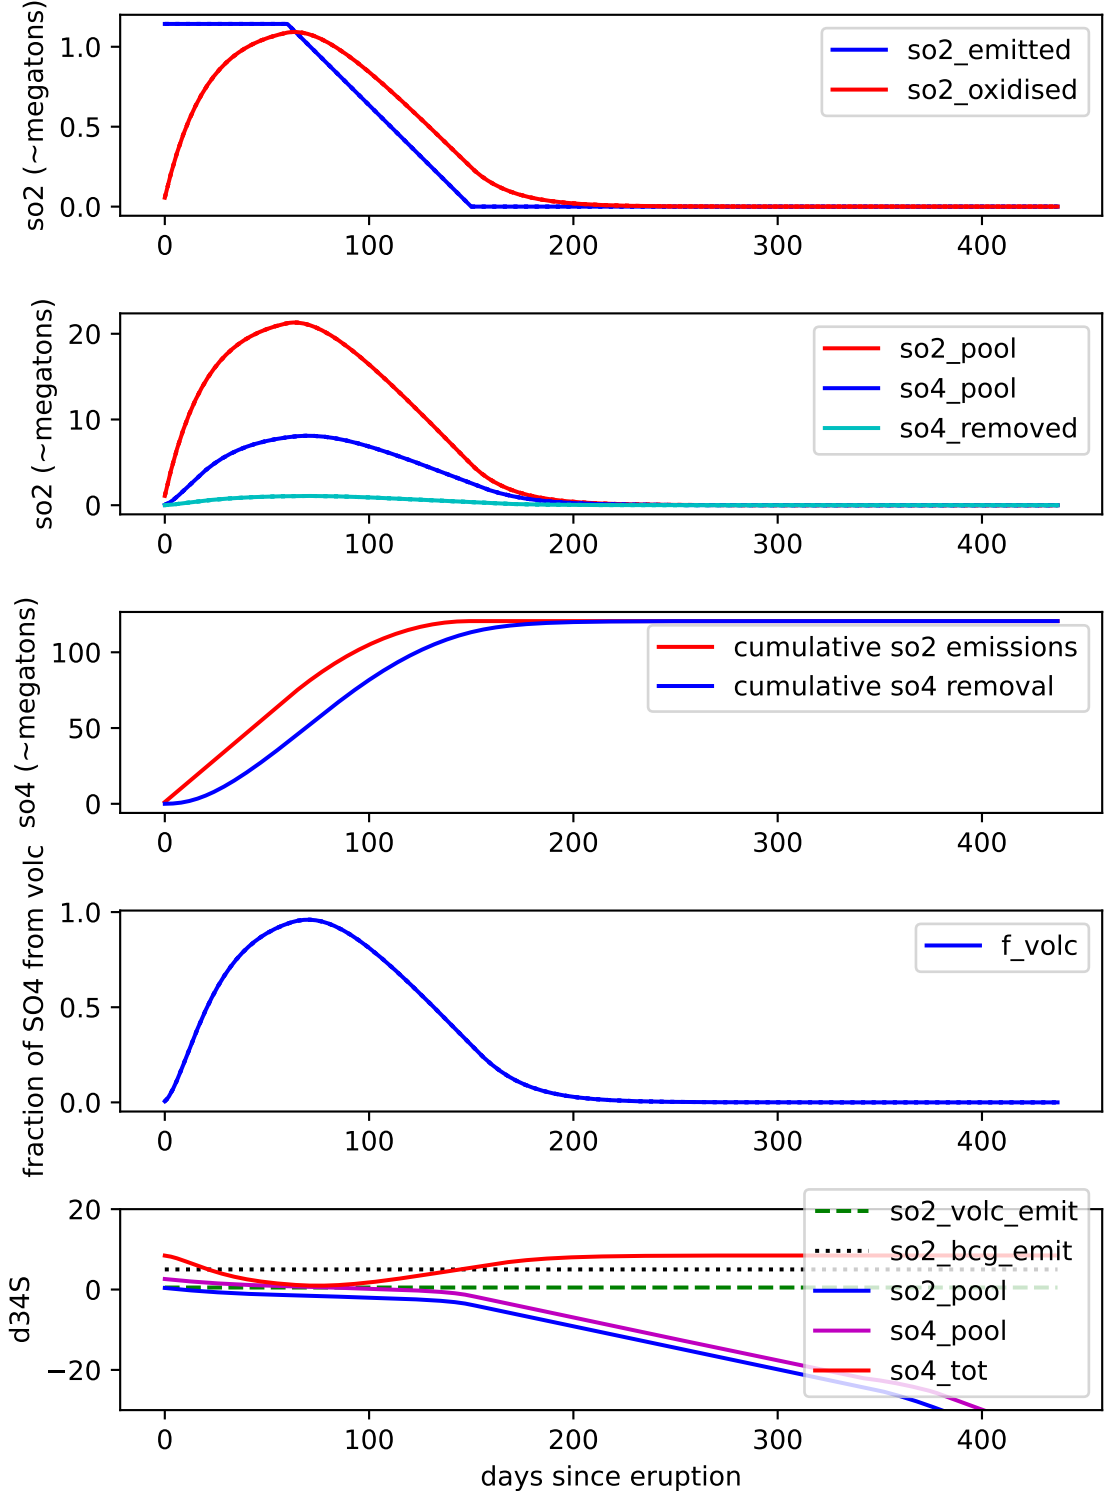 so2 (~megatons)
1.0
0.5
0.0
so2_emitted
so2_oxidised
0 100 200 300 400
so2 (~megatons)
20
10
0
so2_pool
so4_pool
so4_removed
0 100 200 300 400
so4 (~megatons)
100
50
0
cumulative so2 emissions
cumulative so4 removal
0 100 200 300 400
fraction of SO4 from volc
1.0
0.5
0.0
f_volc
0 100 200 300 400
d34S
20
0
−20
so2_volc_emit
so2_bcg_emit
so2_pool
so4_pool
so4_tot
0 100 200 300 400
days since eruption